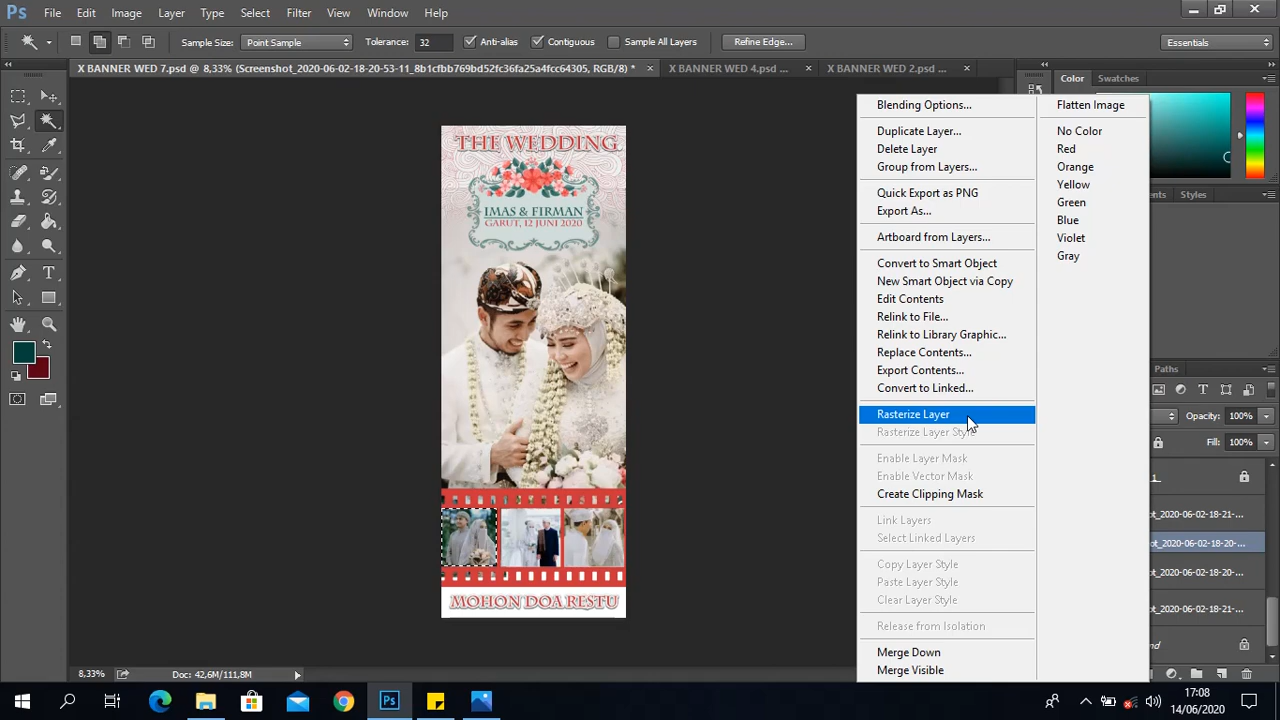 Ps File Edit Image Layer Type Select Filter View Window Help
Sample Size: Point Sample Tolerance: 32 Anti-alias Contiguous Sample All Layers Refine Edge... Essentials
X BANNER WED 7.psd @ 8,33% (Screenshot_2020-06-02-18-20-53-11_8b1cfbb769bd52fc36fa25a4fcc64305, RGB/8) *
X BANNER WED 4.psd ...
X BANNER WED 2.psd ...
Color Swatches
Styles
Paths
Opacity: 100%
Fill: 100%
THE WEDDING
IMAS & FIRMAN
GARUT, 12 JUNI 2020
MOHON DOA RESTU
Blending Options...
Duplicate Layer...
Delete Layer
Group from Layers...
Quick Export as PNG
Export As...
Artboard from Layers...
Convert to Smart Object
New Smart Object via Copy
Edit Contents
Relink to File...
Relink to Library Graphic...
Replace Contents...
Export Contents...
Convert to Linked...
Rasterize Layer
Rasterize Layer Style
Enable Layer Mask
Enable Vector Mask
Create Clipping Mask
Link Layers
Select Linked Layers
Copy Layer Style
Paste Layer Style
Clear Layer Style
Release from Isolation
Merge Down
Merge Visible
Flatten Image
No Color
Red
Orange
Yellow
Green
Blue
Violet
Gray
8,33% Doc: 42,6M/111,8M
Ps
17:08
14/06/2020